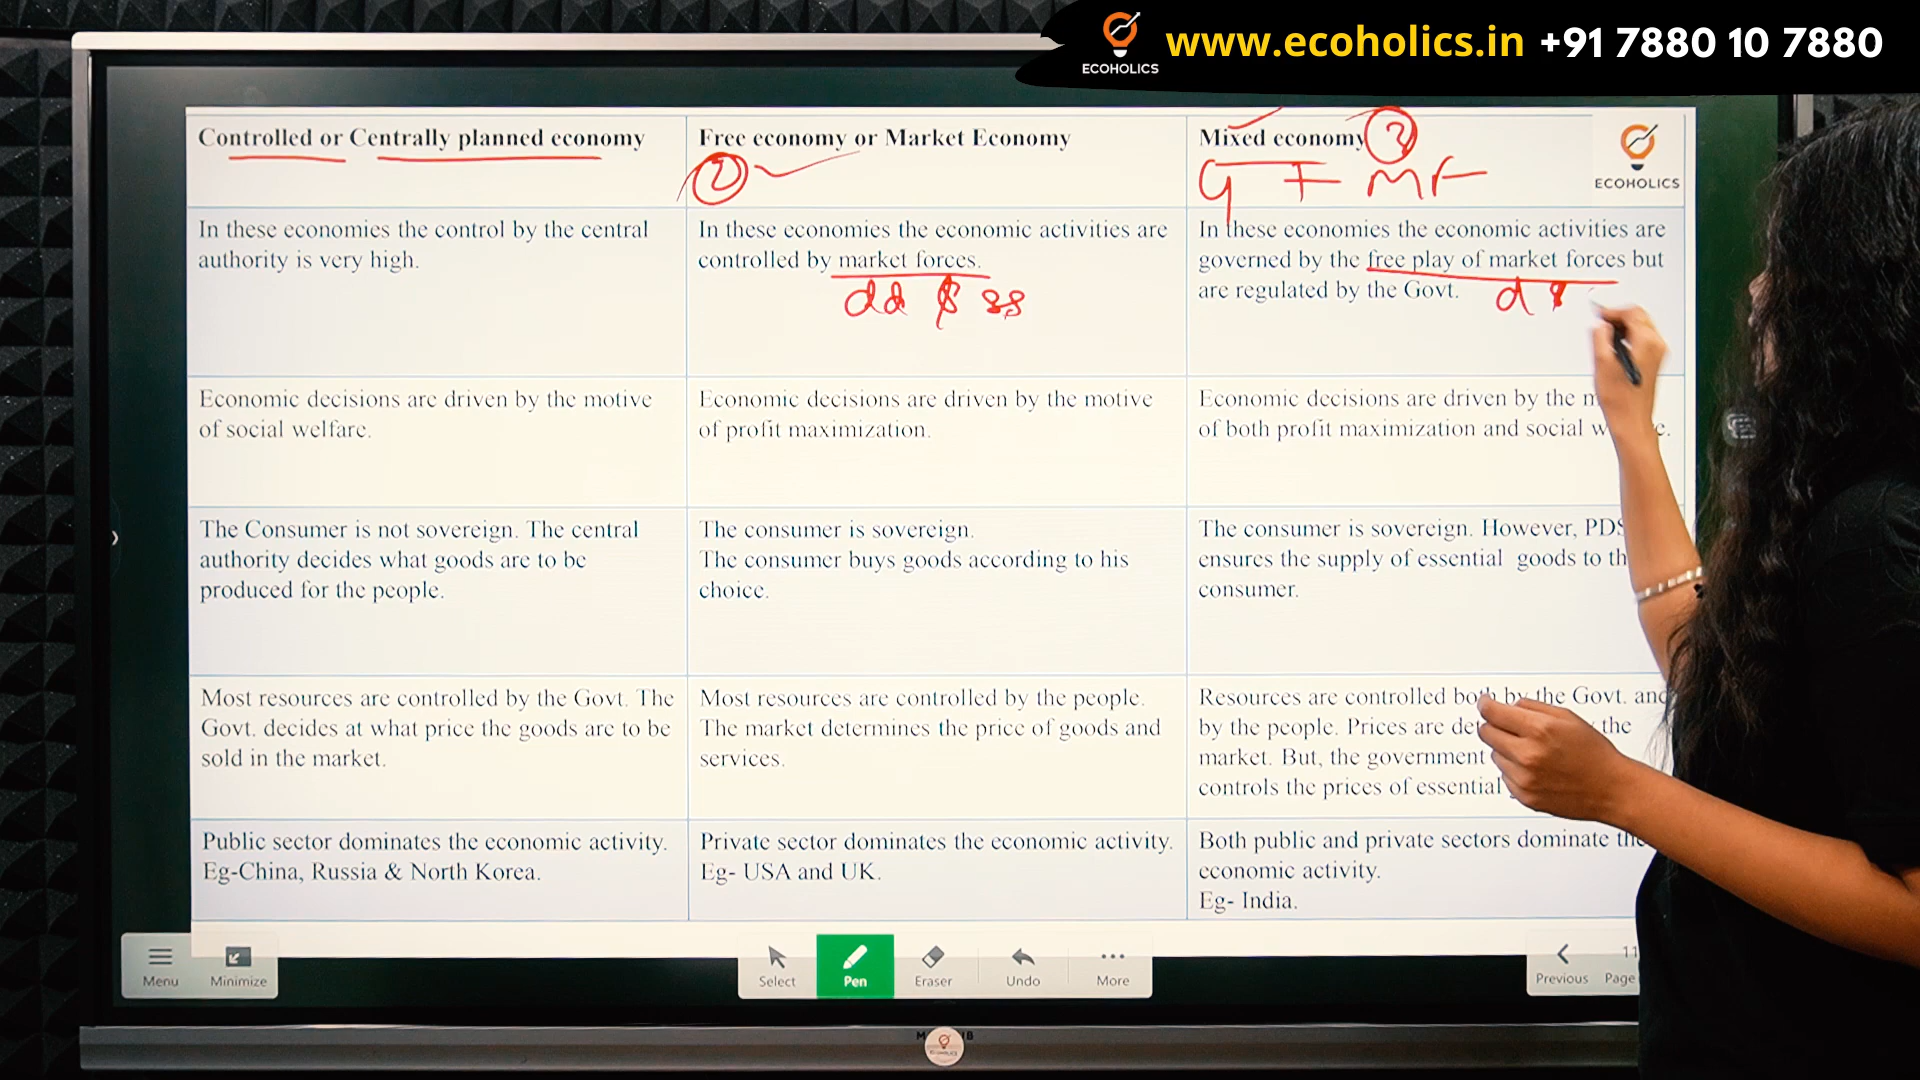 www.ecoholics.in +91 7880 10 7880
ECOHOLICS
Controlled or Centrally planned economy
Free economy or Market Economy
2
Mixed economy
G I MF
ECOHOLICS
In these economies the control by the central
authority is very high.
In these economies the economic activities are
controlled by market forces.
dd & ss
In these economies the economic activities are
governed by the free play of market forces but
are regulated by the Govt.
d
Economic decisions are driven by the motive
of social welfare.
Economic decisions are driven by the motive
of profit maximization.
Economic decisions are driven by the
of both profit maximization and social
The Consumer is not sovereign. The central
authority decides what goods are to be
produced for the people.
The consumer is sovereign.
The consumer buys goods according to his
choice.
The consumer is sovereign. However, PDS
ensures the supply of essential goods to
consumer.
Most resources are controlled by the Govt. The
Govt. decides at what price the goods are to be
sold in the market.
Most resources are controlled by the people.
The market determines the price of goods and
services.
Resources are controlled both by the Govt. and
by the people. Prices are the
market. But, the government
controls the prices of essential
Public sector dominates the economic activity.
Eg-China, Russia & North Korea.
Private sector dominates the economic activity.
Eg- USA and UK.
Both public and private sectors dominate the
economic activity.
Eg- India.
Menu
Minimize
Select
Pen
Eraser
Undo
More
Previous
11
Page